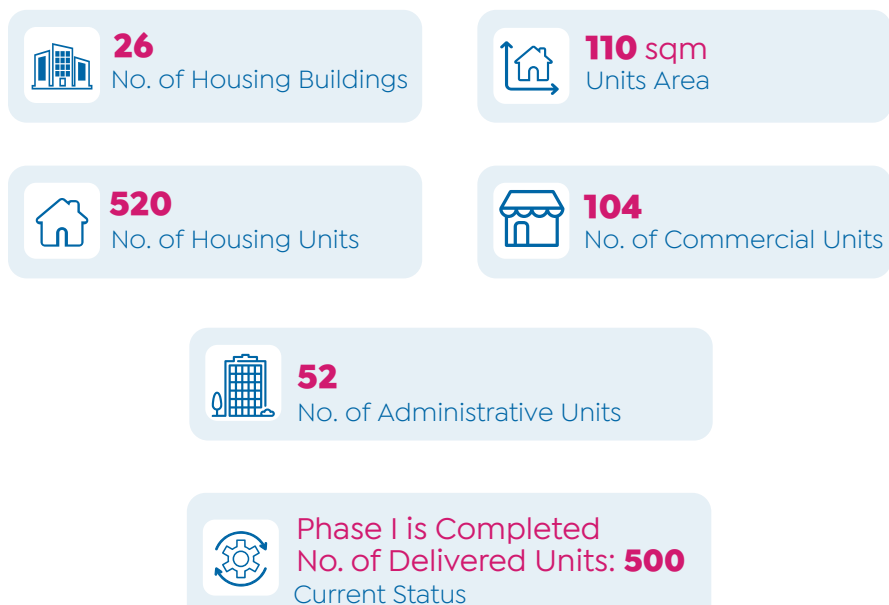 26
No. of Housing Buildings
110 sqm
Units Area
520
No. of Housing Units
104
No. of Commercial Units
52
No. of Administrative Units
Phase I is Completed
No. of Delivered Units: 500
Current Status